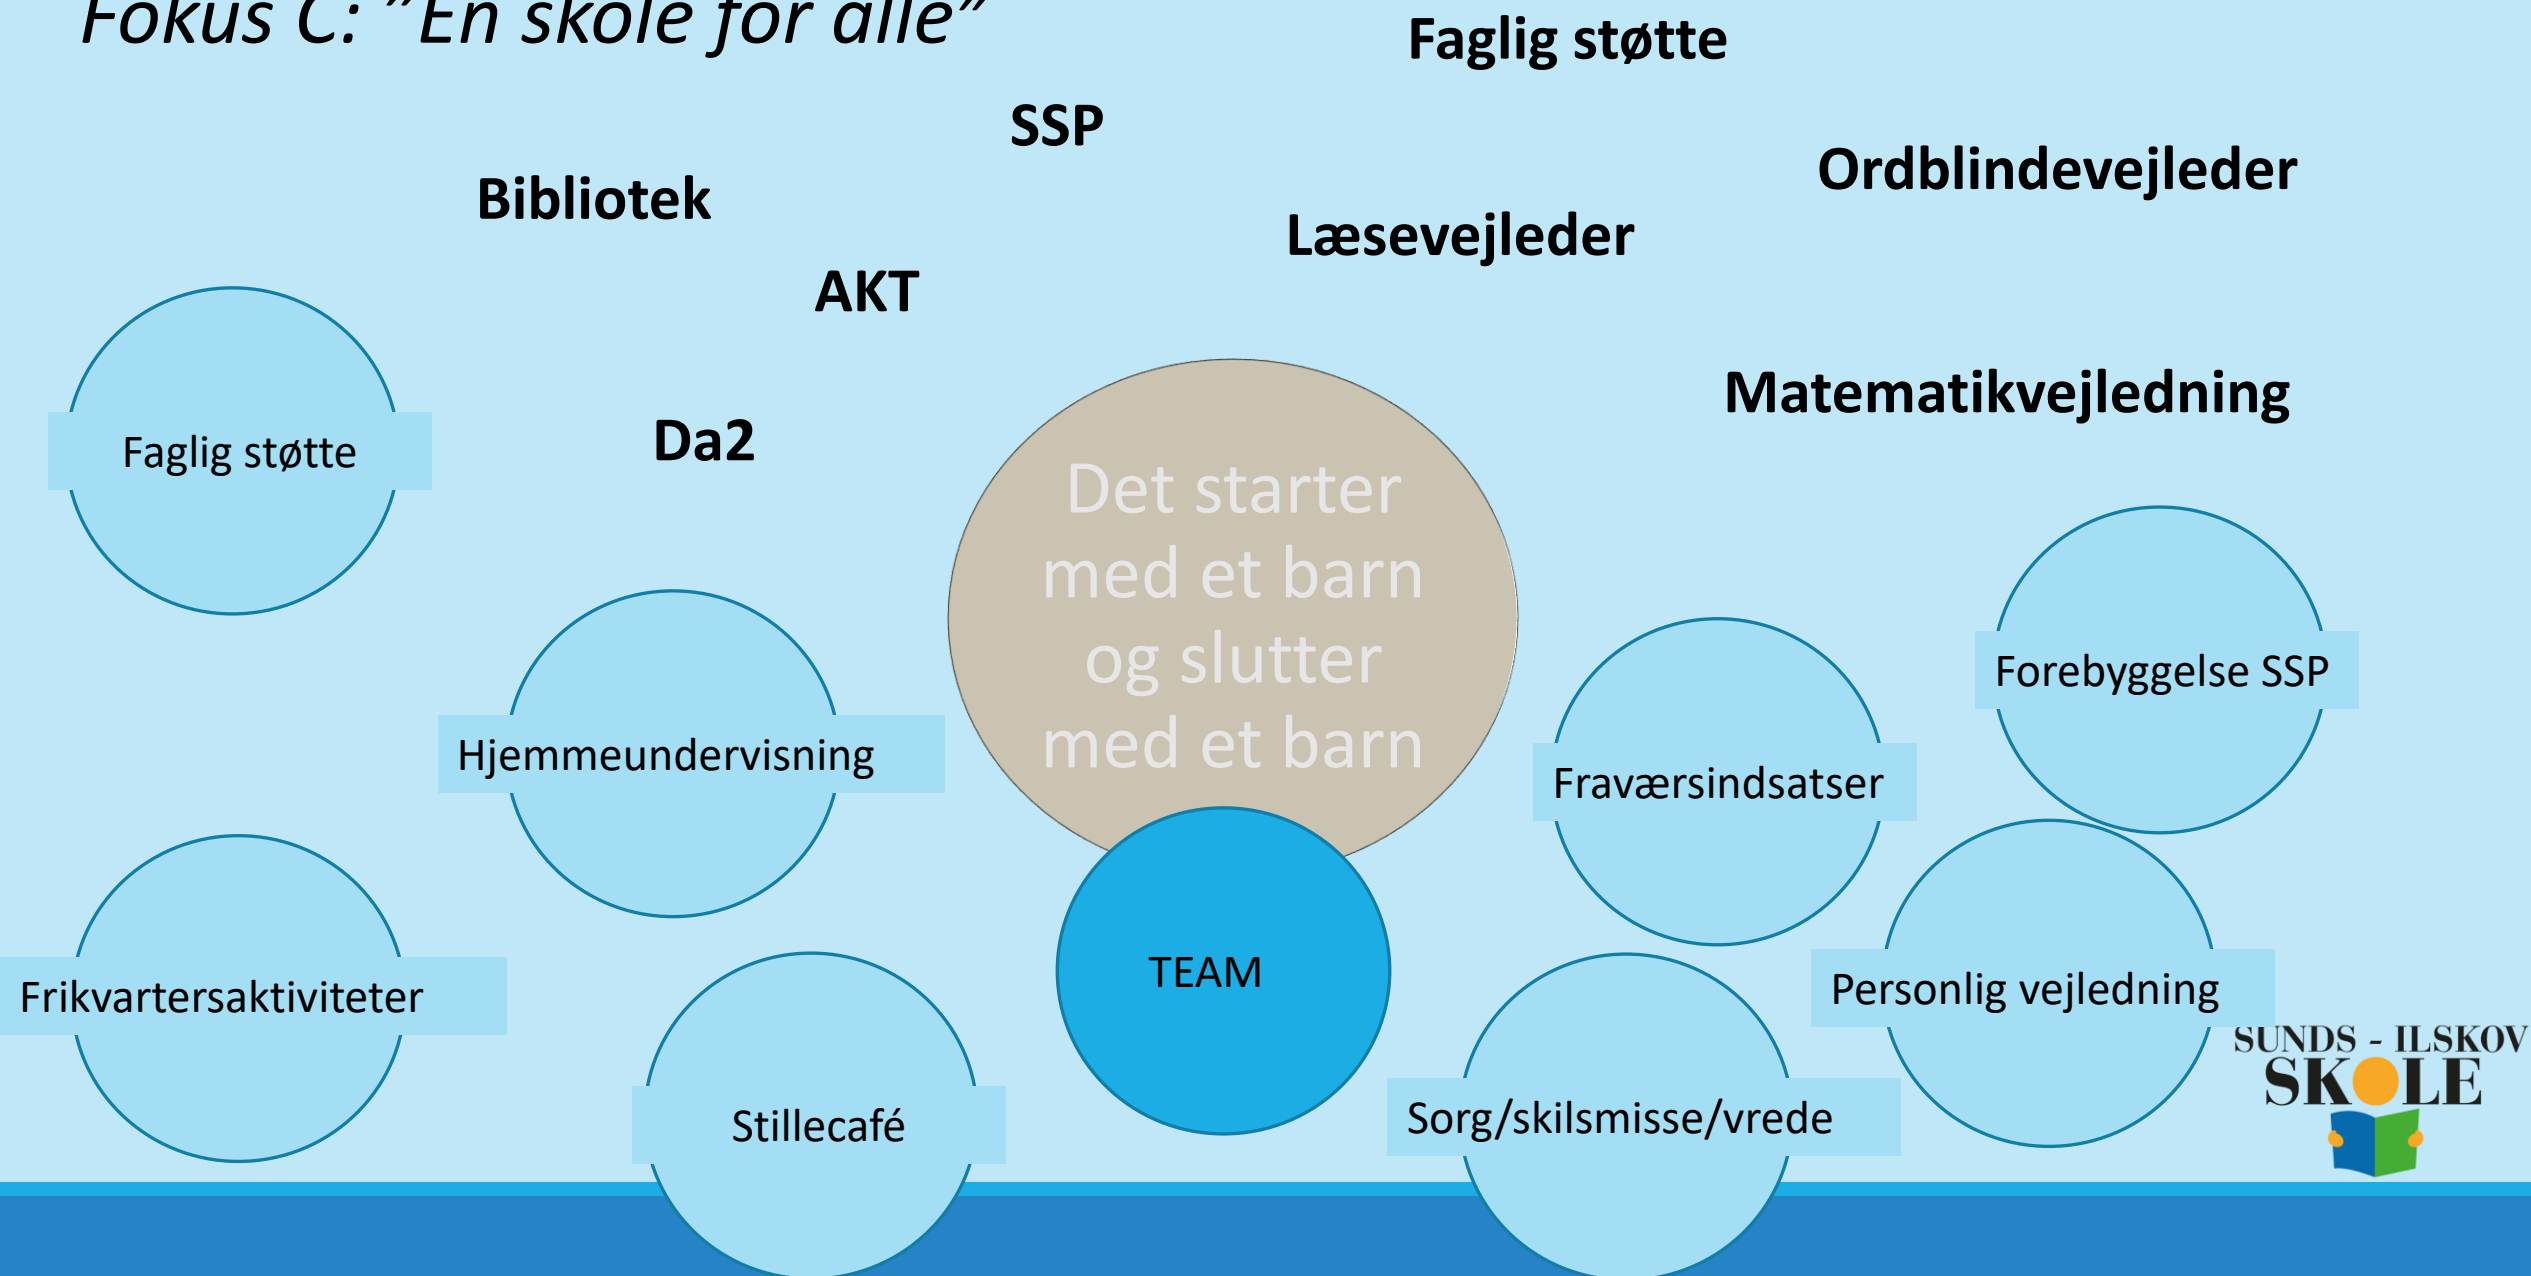 Fokus C: ”En skole for alle”
Faglig støtte
SSP
Ordblindevejleder
Bibliotek
Læsevejleder
AKT
Matematikvejledning
Da2
Faglig støtte
Det starter
med et barn
og slutter
med et barn
Forebyggelse SSP
Hjemmeundervisning
Fraværsindsatser
Frikvartersaktiviteter
TEAM
Personlig vejledning
Stillecafé
Sorg/skilsmisse/vrede
SUNDS - ILSKOV
SKOLE